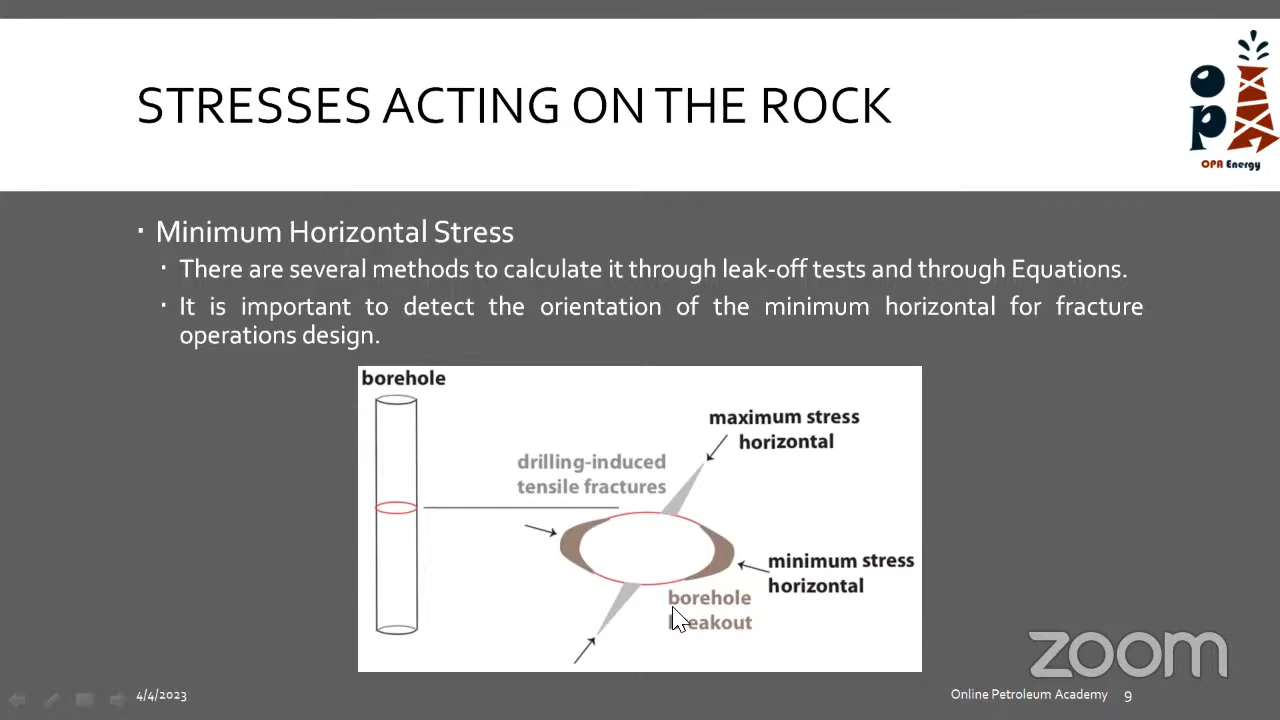 STRESSES ACTING ON THE ROCK
OPA
OPA Energy
▪ Minimum Horizontal Stress
▪ There are several methods to calculate it through leak-off tests and through Equations.
▪ It is important to detect the orientation of the minimum horizontal for fracture
operations design.
borehole
maximum stress
horizontal
drilling-induced
tensile fractures
minimum stress
horizontal
borehole
breakout
zoom
4/4/2023
Online Petroleum Academy 9